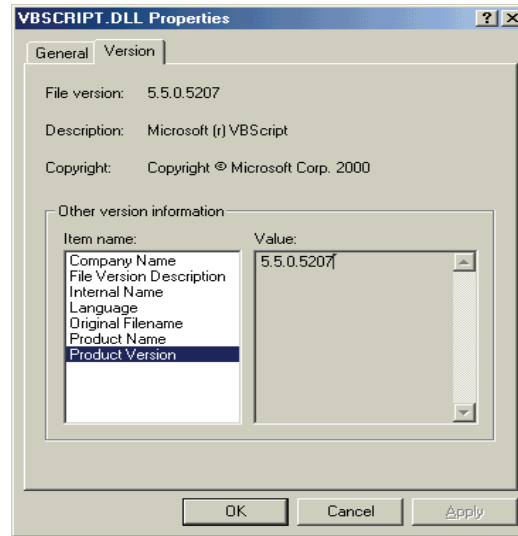 VBSCRIPT.DLL Properties
General Version
File version: 5.5.0.5207
Description: Microsoft (r) VBScript
Copyright: Copyright © Microsoft Corp. 2000
Other version information
Item name: Value:
Company Name 5.5.0.5207
File Version Description
Internal Name
Language
Original Filename
Product Name
Product Version
OK Cancel Apply